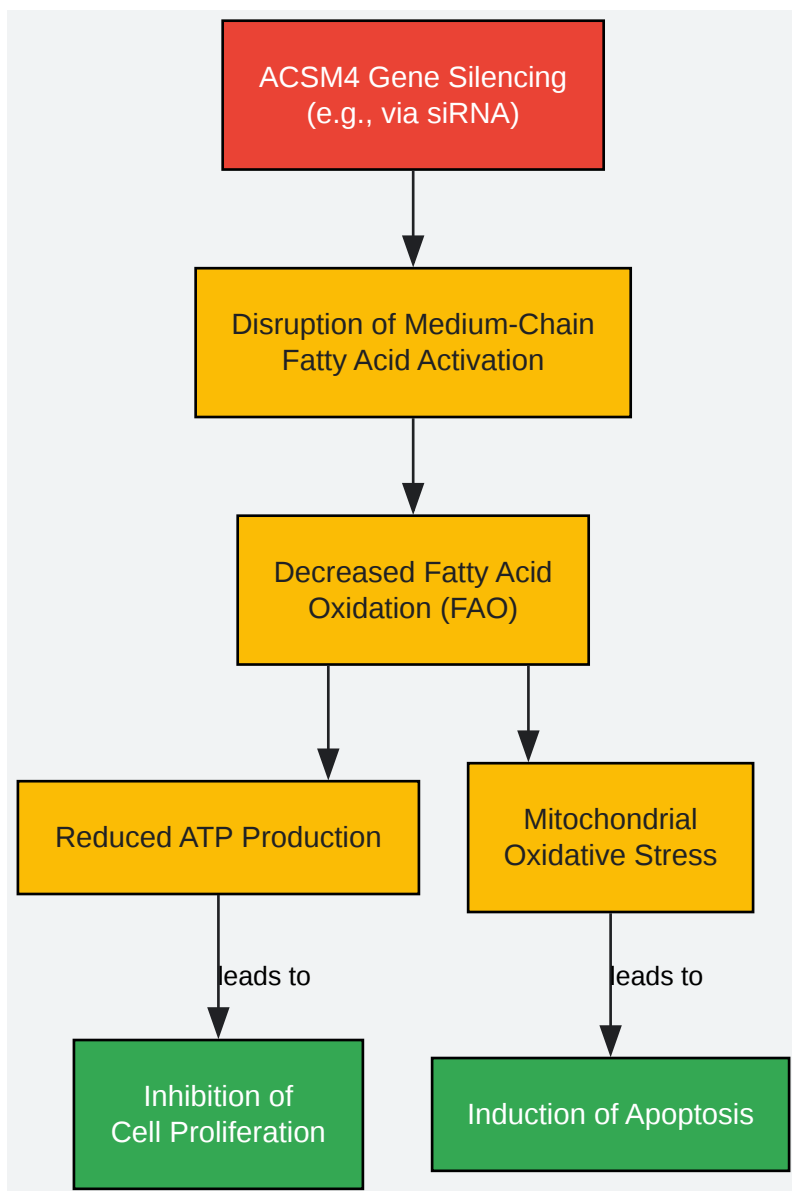 ACSM4 Gene Silencing
(e.g., via siRNA)
Disruption of Medium-Chain
Fatty Acid Activation
Decreased Fatty Acid
Oxidation (FAO)
Reduced ATP Production
Mitochondrial
Oxidative Stress
leads to
leads to
Inhibition of
Cell Proliferation
Induction of Apoptosis